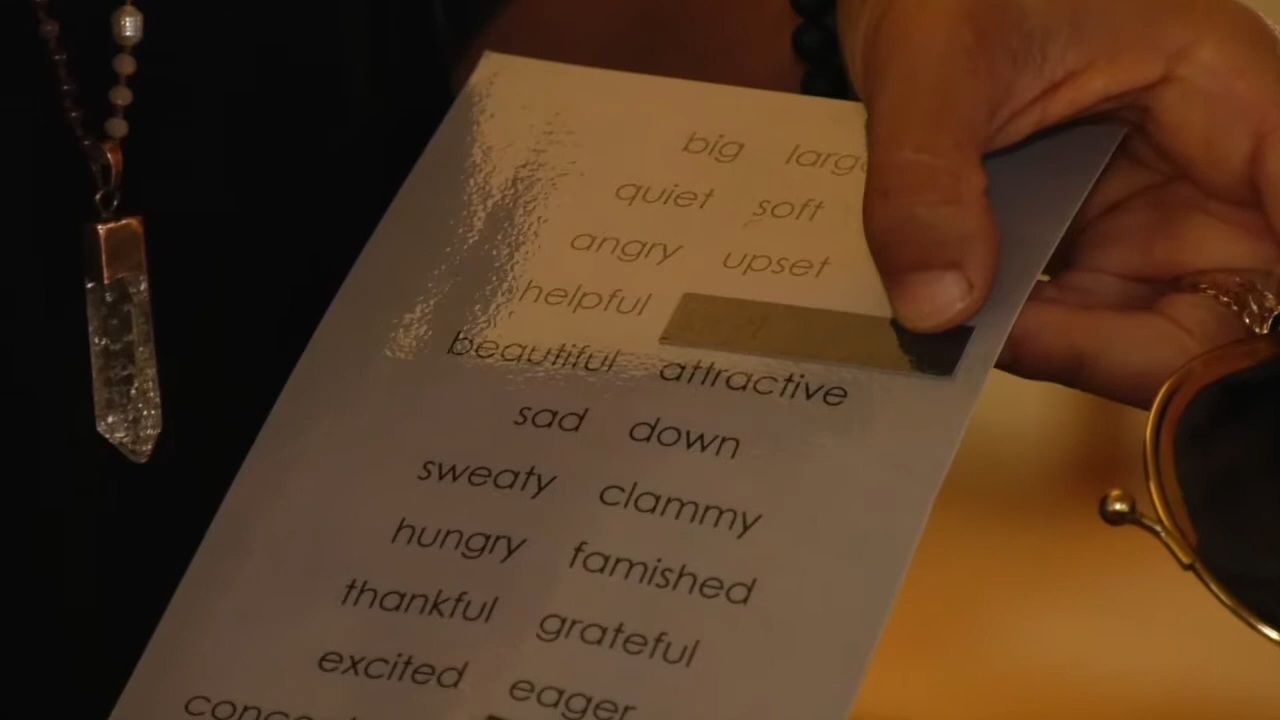 big
quiet soft
angry upset
helpful
beautiful attractive
sad down
sweaty clammy
hungry famished
thankful grateful
excited eager